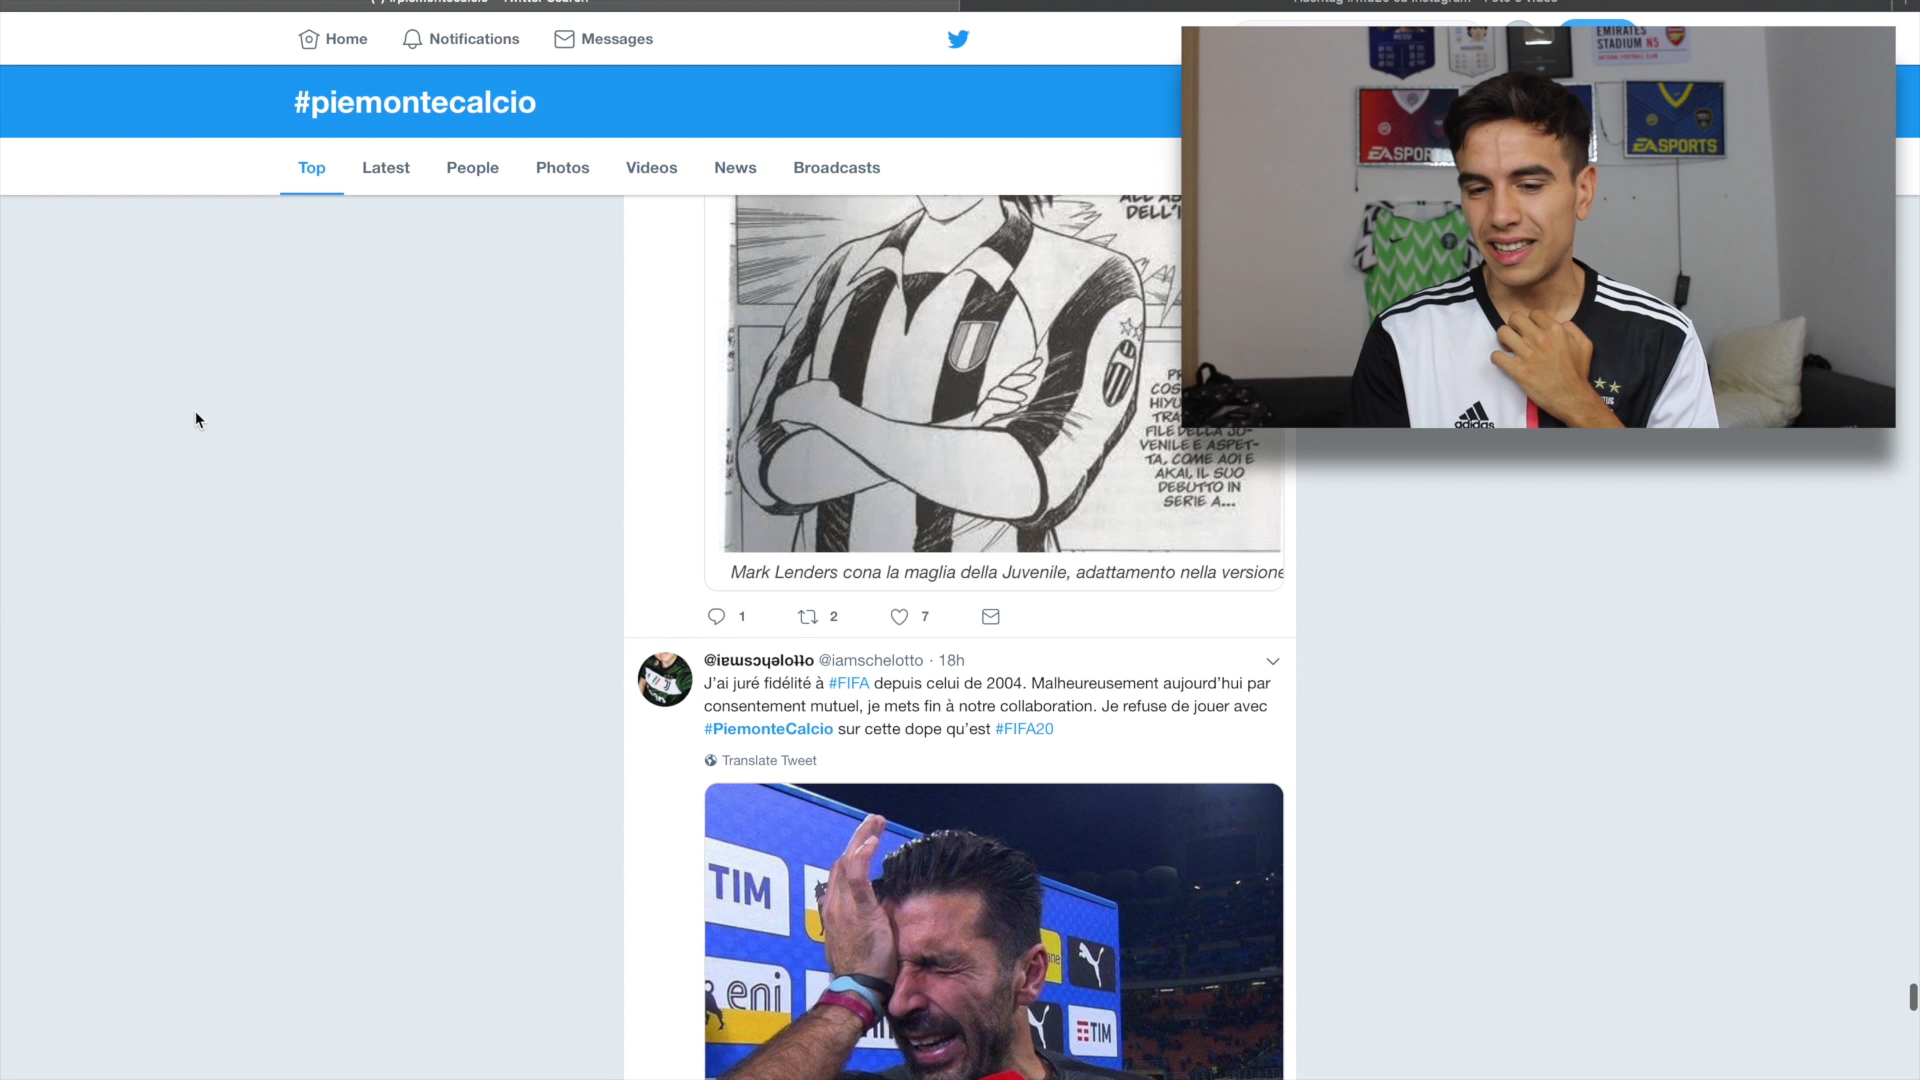 Home
Notifications
Messages
#piemontecalcio
Top
Latest
People
Photos
Videos
News
Broadcasts
DELL'I
FILE DELLA JU-
VENILE E ASPET-
TA, COME AOI E
AKAI, IL SUO
DEBUTTO IN
SERIE A...
Mark Lenders cona la maglia della Juvenile, adattamento nella versione
1
2
7
@iamschelotto · 18h
J'ai juré fidélité à #FIFA depuis celui de 2004. Malheureusement aujourd'hui par
consentement mutuel, je mets fin à notre collaboration. Je refuse de jouer avec
#PiemonteCalcio sur cette dope qu'est #FIFA20
Translate Tweet
TIM
eni
TIM
MESSI
EMIRATES
STADIUM N5
EA SPORTS
EA SPORTS
adidas